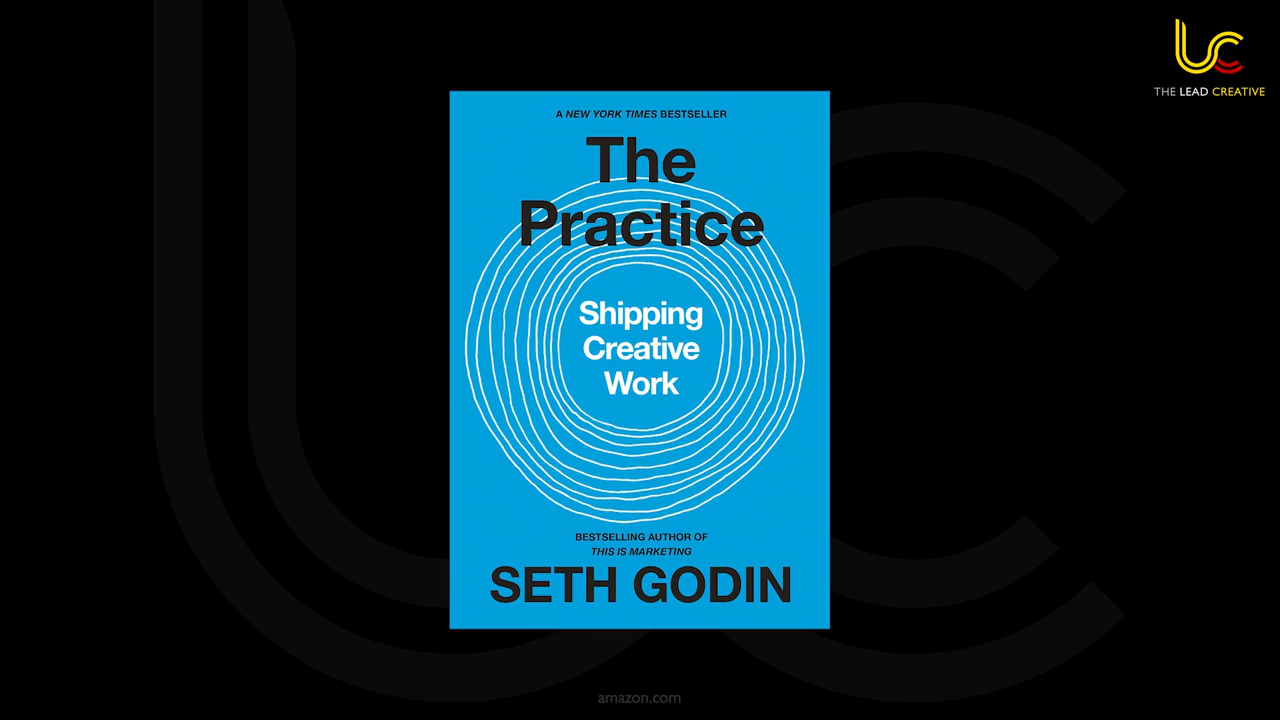 THE LEAD CREATIVE
A NEW YORK TIMES BESTSELLER
The
Practice
Shipping
Creative
Work
BESTSELLING AUTHOR OF
THIS IS MARKETING
SETH GODIN
amazon.com